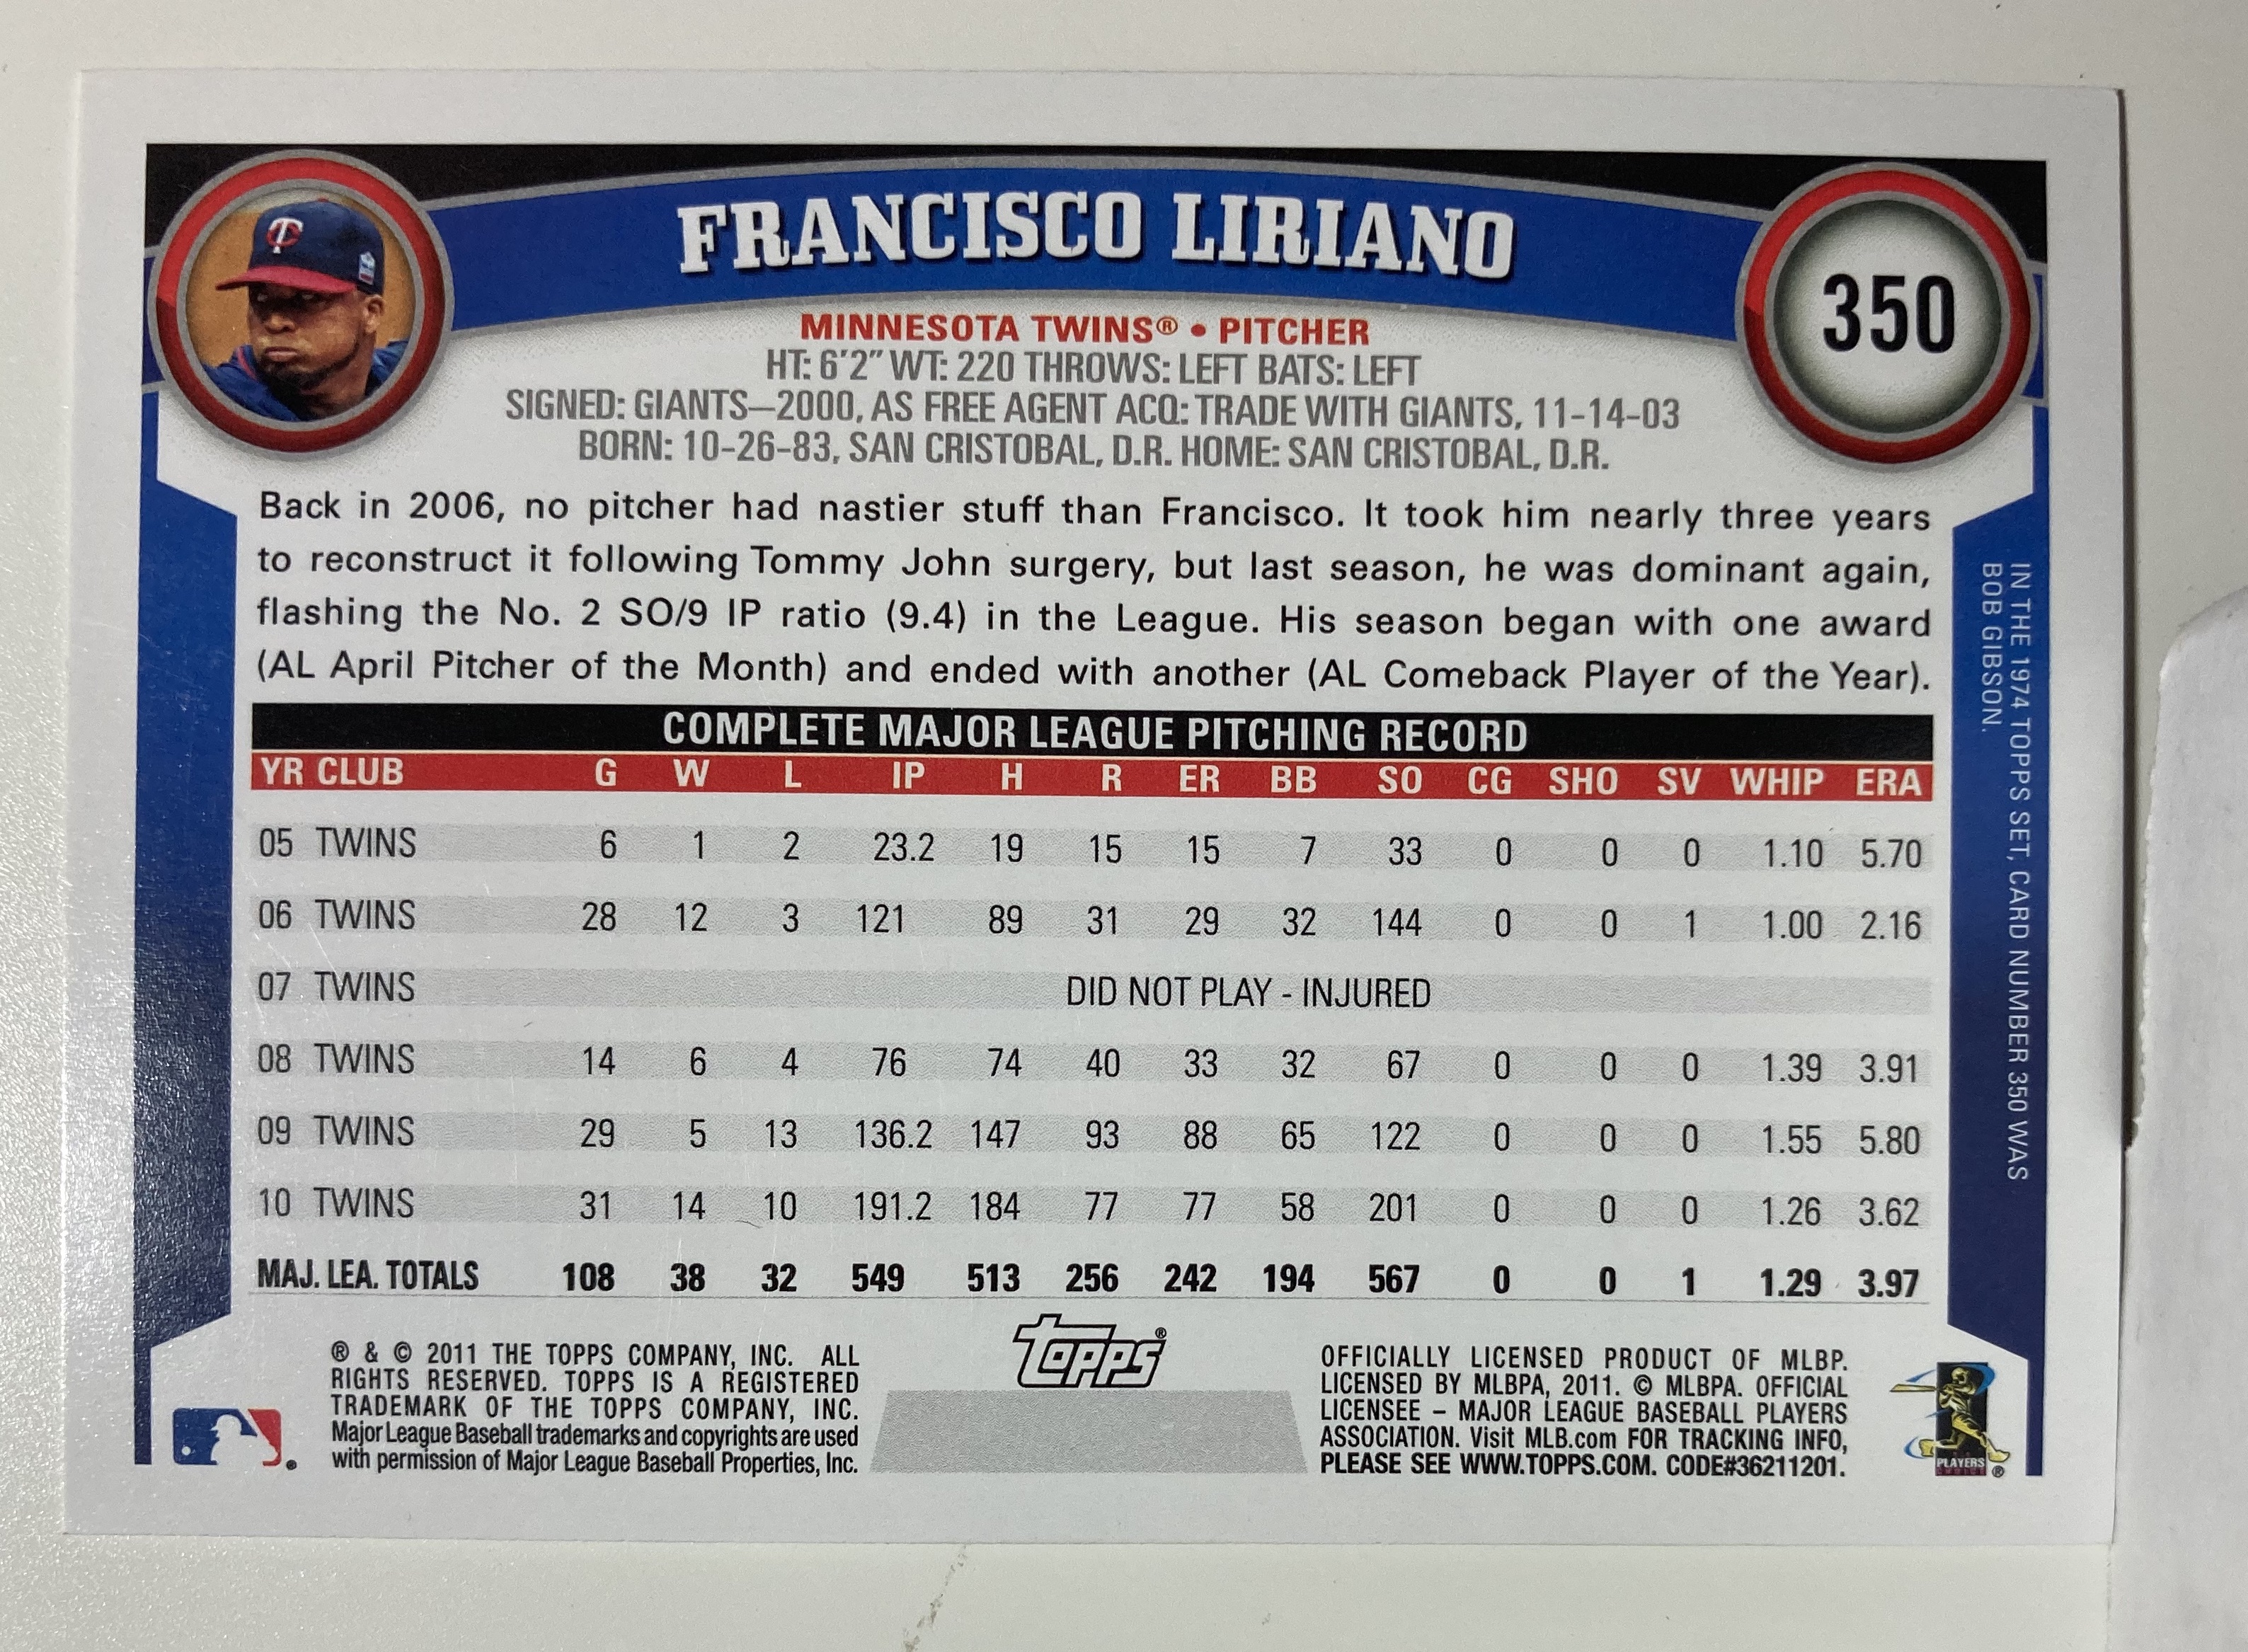 FRANCISCO LIRIANO
350
MINNESOTA TWINS® • PITCHER
HT: 6'2" WT: 220 THROWS: LEFT BATS: LEFT
SIGNED: GIANTS–2000, AS FREE AGENT ACQ: TRADE WITH GIANTS, 11-14-03
BORN: 10-26-83, SAN CRISTOBAL, D.R. HOME: SAN CRISTOBAL, D.R.
Back in 2006, no pitcher had nastier stuff than Francisco. It took him nearly three years
to reconstruct it following Tommy John surgery, but last season, he was dominant again,
flashing the No. 2 SO/9 IP ratio (9.4) in the League. His season began with one award
(AL April Pitcher of the Month) and ended with another (AL Comeback Player of the Year).
COMPLETE MAJOR LEAGUE PITCHING RECORD
YR CLUB G W L IP H R ER BB SO CG SHO SV WHIP ERA
05 TWINS 6 1 2 23.2 19 15 15 7 33 0 0 0 1.10 5.70
06 TWINS 28 12 3 121 89 31 29 32 144 0 0 1 1.00 2.16
07 TWINS DID NOT PLAY - INJURED
08 TWINS 14 6 4 76 74 40 33 32 67 0 0 0 1.39 3.91
09 TWINS 29 5 13 136.2 147 93 88 65 122 0 0 0 1.55 5.80
10 TWINS 31 14 10 191.2 184 77 77 58 201 0 0 0 1.26 3.62
MAJ. LEA. TOTALS 108 38 32 549 513 256 242 194 567 0 0 1 1.29 3.97
IN THE 1974 TOPPS SET, CARD NUMBER 350 WAS
BOB GIBSON.
® & © 2011 THE TOPPS COMPANY, INC. ALL
RIGHTS RESERVED. TOPPS IS A REGISTERED
TRADEMARK OF THE TOPPS COMPANY, INC.
Major League Baseball trademarks and copyrights are used
with permission of Major League Baseball Properties, Inc.
Topps®
OFFICIALLY LICENSED PRODUCT OF MLBP.
LICENSED BY MLBPA, 2011. © MLBPA. OFFICIAL
LICENSEE – MAJOR LEAGUE BASEBALL PLAYERS
ASSOCIATION. Visit MLB.com FOR TRACKING INFO,
PLEASE SEE WWW.TOPPS.COM. CODE#36211201.
PLAYERS
®